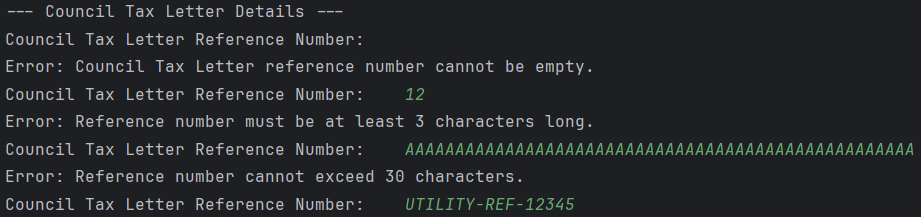 --- Council Tax Letter Details ---
Council Tax Letter Reference Number:
Error: Council Tax Letter reference number cannot be empty.
Council Tax Letter Reference Number: 12
Error: Reference number must be at least 3 characters long.
Council Tax Letter Reference Number: AAAAAAAAAAAAAAAAAAAAAAAAAAAAAAAAAAAAAAAAAAAAAAAAAAA
Error: Reference number cannot exceed 30 characters.
Council Tax Letter Reference Number: UTILITY-REF-12345